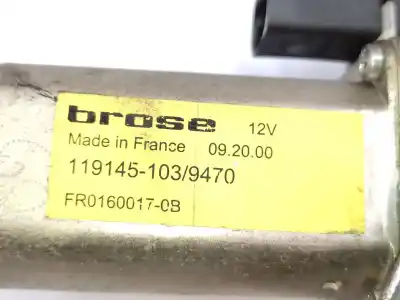 brose 12V
Made in France 09.20.00
119145-103/9470
FR0160017-0B